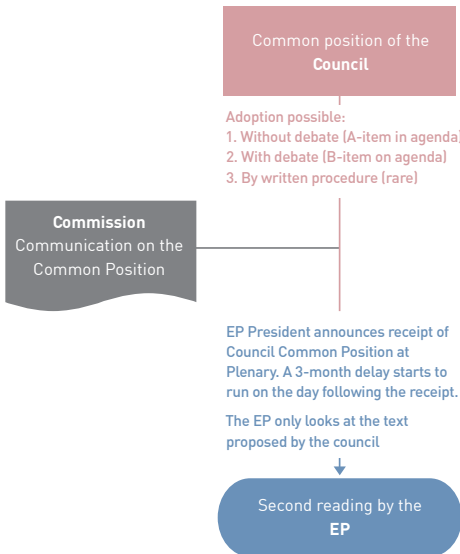 Common position of the
Council
Adoption possible:
1. Without debate (A-item in agenda)
2. With debate (B-item on agenda)
3. By written procedure (rare)
Commission
Communication on the
Common Position
EP President announces receipt of
Council Common Position at
Plenary. A 3-month delay starts to
run on the day following the receipt.
The EP only looks at the text
proposed by the council
Second reading by the
EP